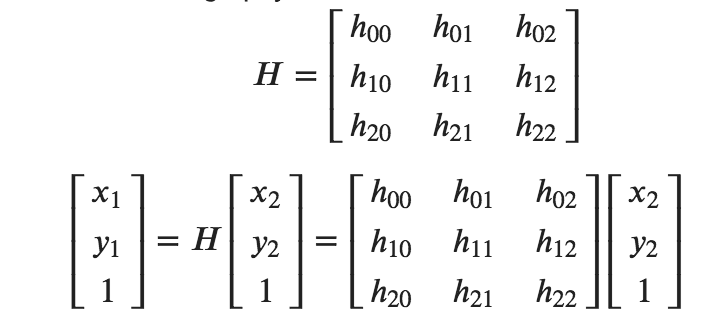 H = [ h00 h01 h02
h10 h11 h12
h20 h21 h22 ]
[ x1 y1 1 ] = H [ x2 y2 1 ] = [ h00 h01 h02
h10 h11 h12
h20 h21 h22 ] [ x2 y2 1 ]